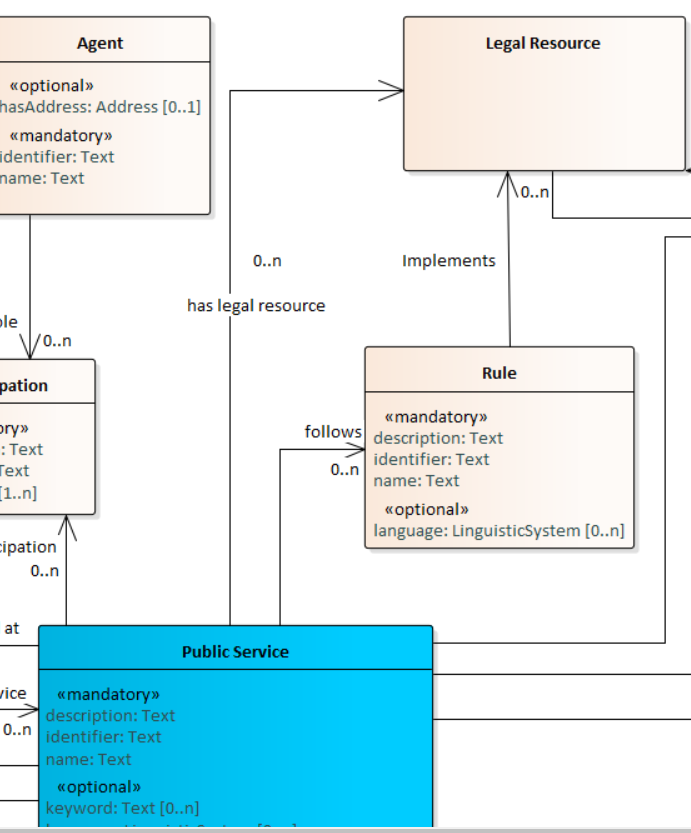 Agent
«optional»
hasAddress: Address [0..1]
«mandatory»
identifier: Text
name: Text
Legal Resource
0..n
Implements
0..n
has legal resource
ole
0..n
pation
ory»
: Text
Text
[1..n]
cipation
0..n
follows
0..n
Rule
«mandatory»
description: Text
identifier: Text
name: Text
«optional»
language: LinguisticSystem [0..n]
at
vice
0..n
Public Service
«mandatory»
description: Text
identifier: Text
name: Text
«optional»
keyword: Text [0..n]